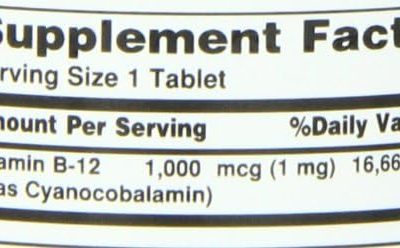 Supplement Fact
rving Size 1 Tablet
nount Per Serving %Daily Va
amin B-12 1,000 mcg (1 mg) 16,66
as Cyanocobalamin)